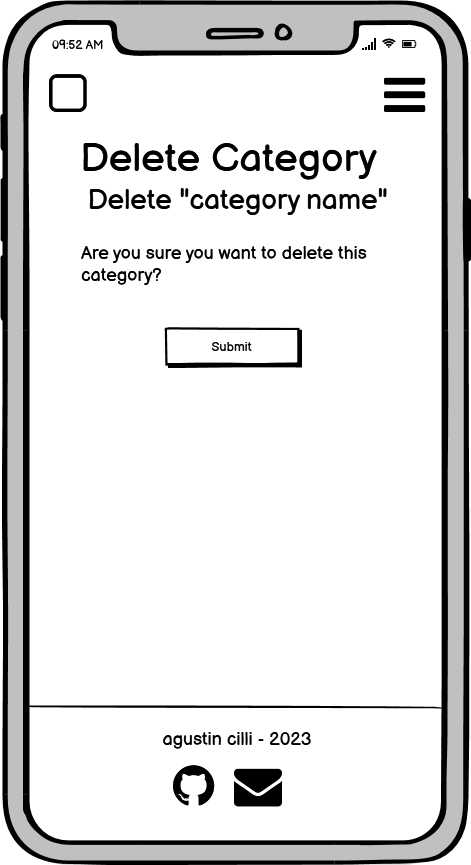 09:52 AM
Delete Category
Delete "category name"
Are you sure you want to delete this
category?
Submit
agustin cilli - 2023